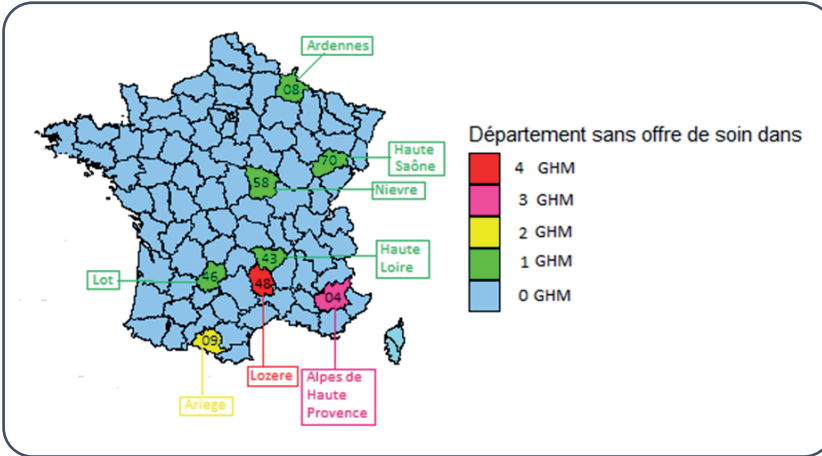 Ardennes
08
Haute
Saône
70
58
Nievre
Haute
Loire
43
Lot
46
48
04
09
Lozere
Alpes de
Haute
Provence
Ariege
Département sans offre de soin dans
4 GHM
3 GHM
2 GHM
1 GHM
0 GHM